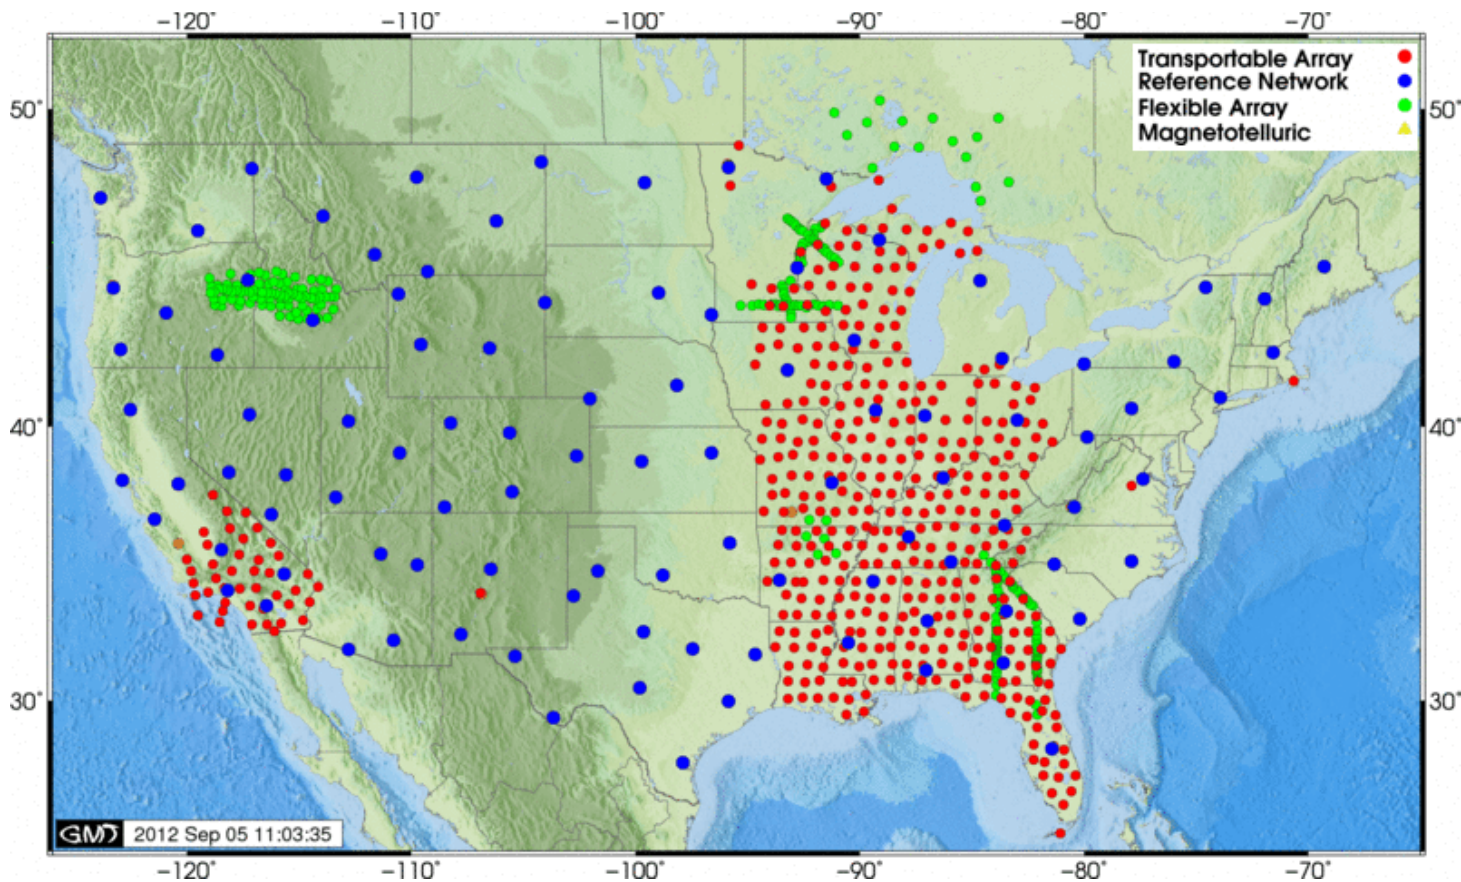 −120° −110° −100° −90° −80° −70°
Transportable Array
Reference Network
Flexible Array
Magnetotelluric
50° 50°
40° 40°
30° 30°
GMT 2012 Sep 05 11:03:35
−120° −110° −100° −90° −80° −70°